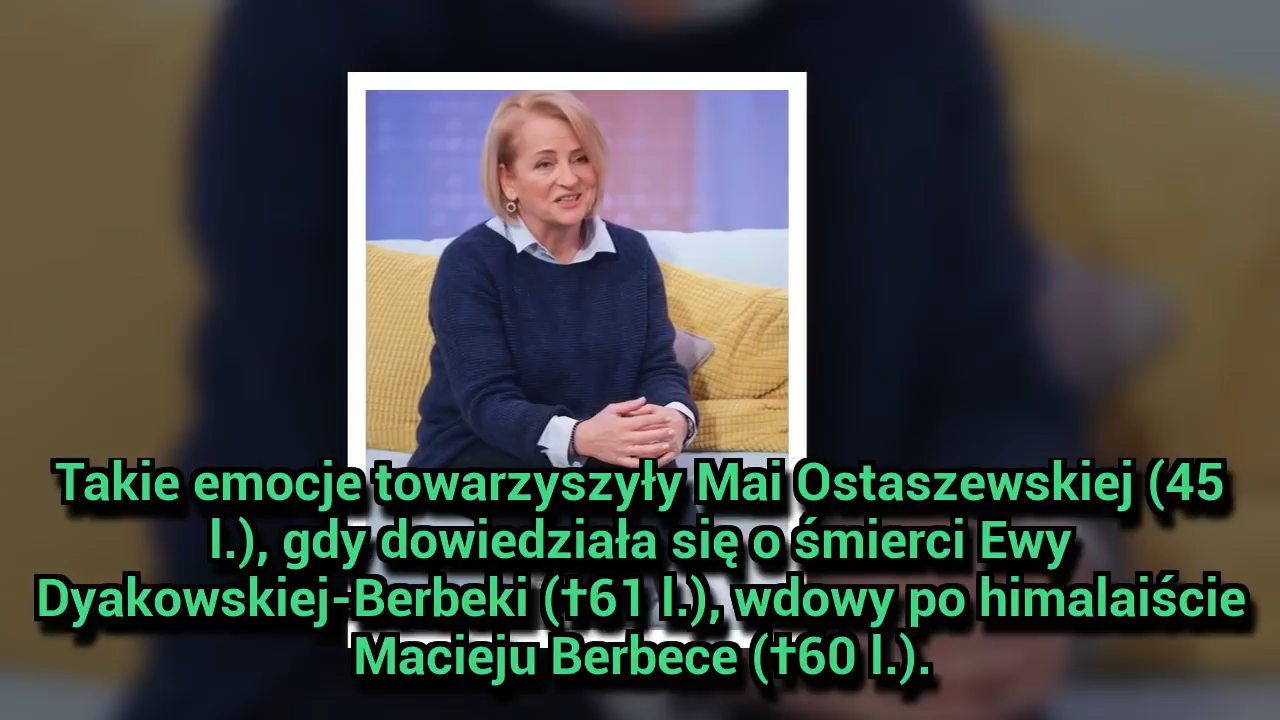 Takie emocje towarzyszyły Mai Ostaszewskiej (45
l.), gdy dowiedziała się o śmierci Ewy
Dyakowskiej-Berbeki (†61 l.), wdowy po himalaiście
Macieju Berbece (†60 l.).